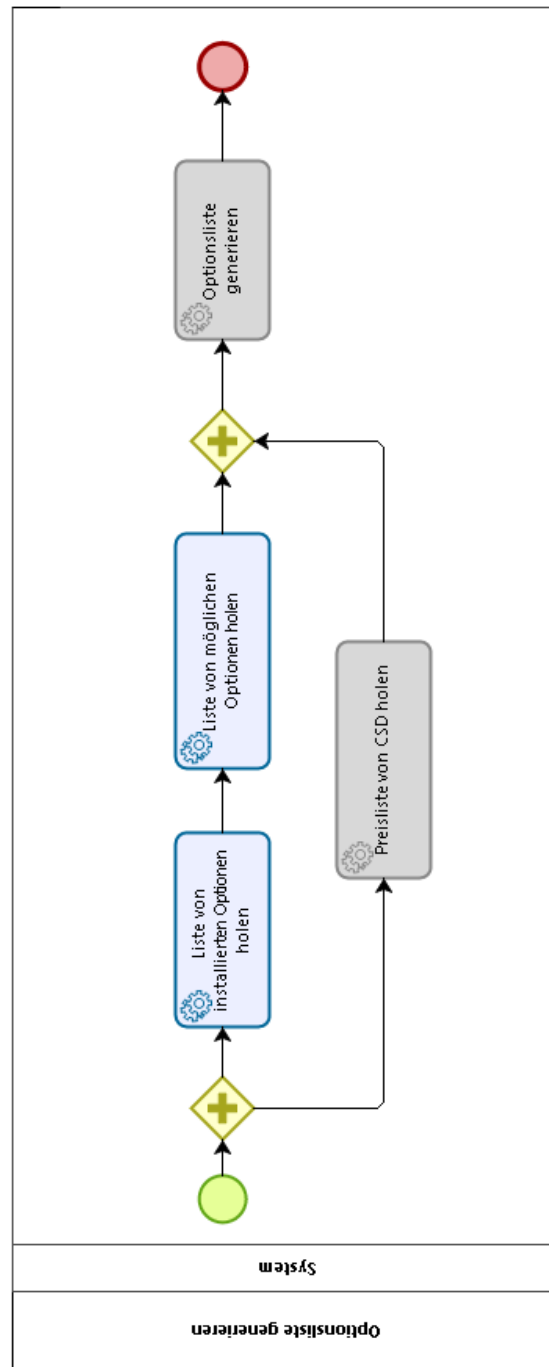 Optionsliste generieren
System
Liste von
installierten Optionen
holen
Liste von möglichen
Optionen holen
Preisliste von CSD holen
Optionsliste
generieren